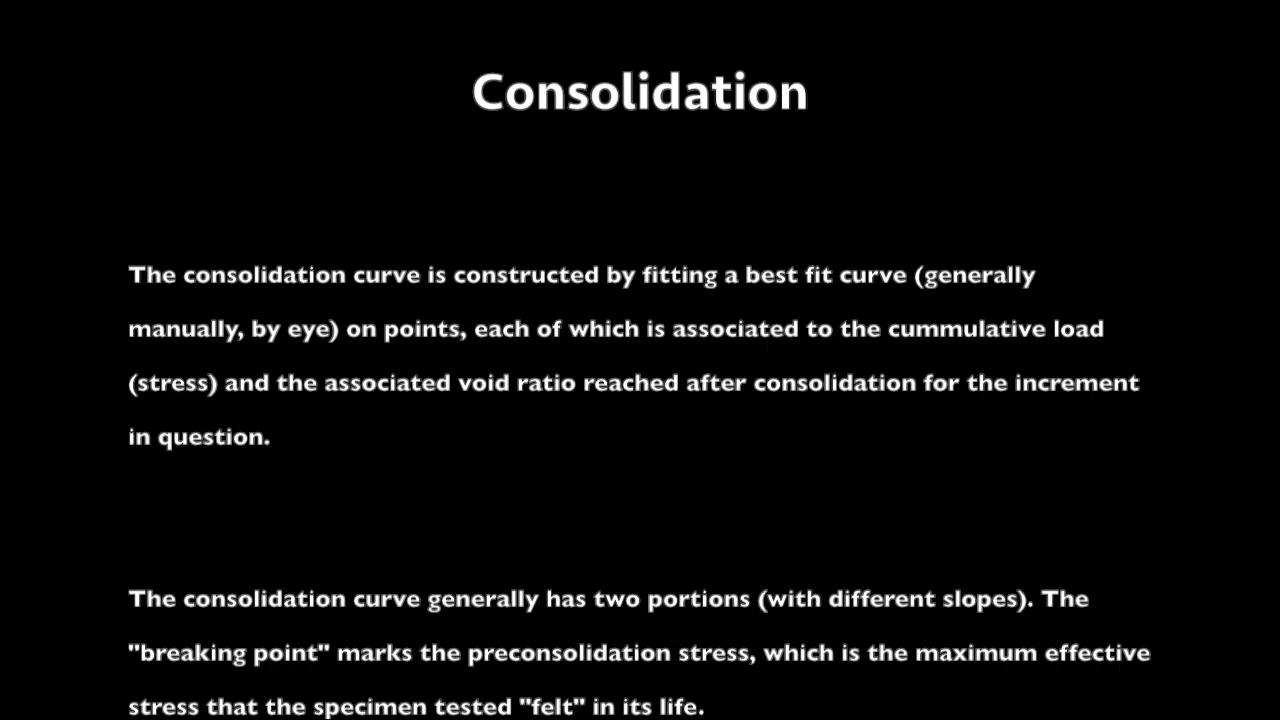 Consolidation
The consolidation curve is constructed by fitting a best fit curve (generally
manually, by eye) on points, each of which is associated to the cummulative load
(stress) and the associated void ratio reached after consolidation for the increment
in question.
The consolidation curve generally has two portions (with different slopes). The
"breaking point" marks the preconsolidation stress, which is the maximum effective
stress that the specimen tested "felt" in its life.